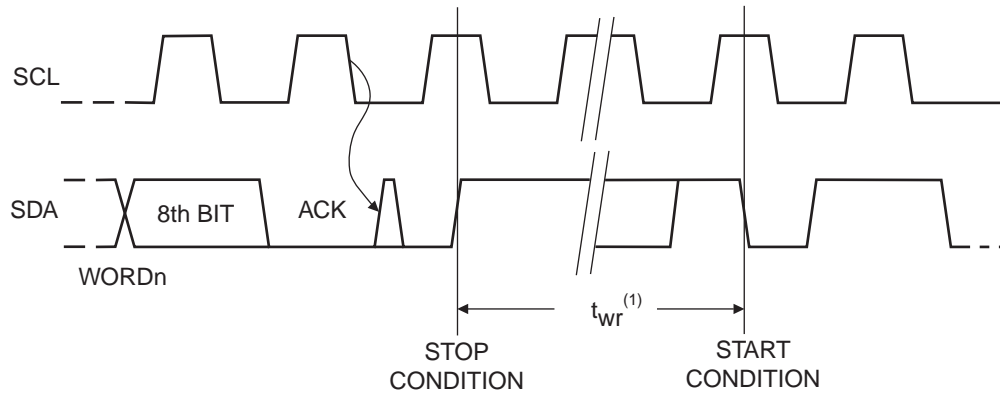 SCL
SDA
8th BIT
ACK
WORDn
twr(1)
STOP
CONDITION
START
CONDITION